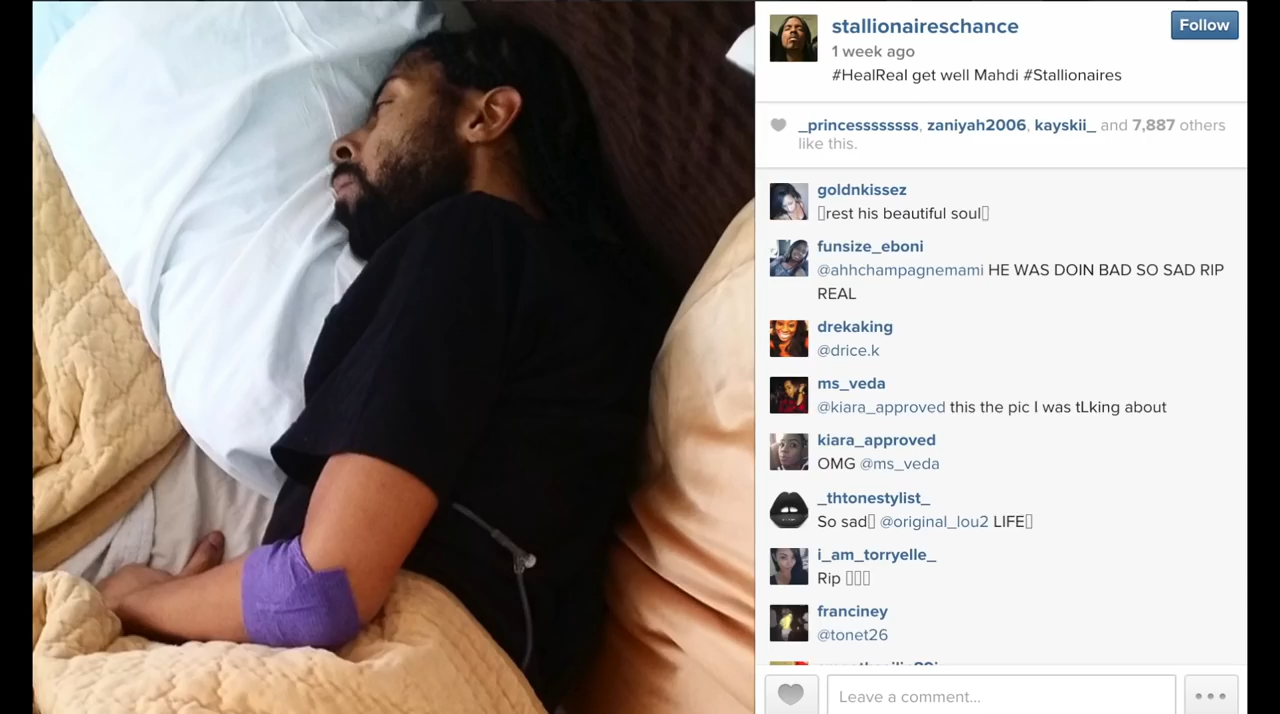 stallionaireschance
Follow
1 week ago
#HealReal get well Mahdi #Stallionaires
_princessssssss, zaniyah2006, kayskii_ and 7,887 others
like this.
goldnkissez
rest his beautiful soul
funsize_eboni
@ahhchampagnemami HE WAS DOIN BAD SO SAD RIP
REAL
drekaking
@drice.k
ms_veda
@kiara_approved this the pic I was tLking about
kiara_approved
OMG @ms_veda
_thtonestylist_
So sad @original_lou2 LIFE
i_am_torryelle_
Rip
franciney
@tonet26
Leave a comment...